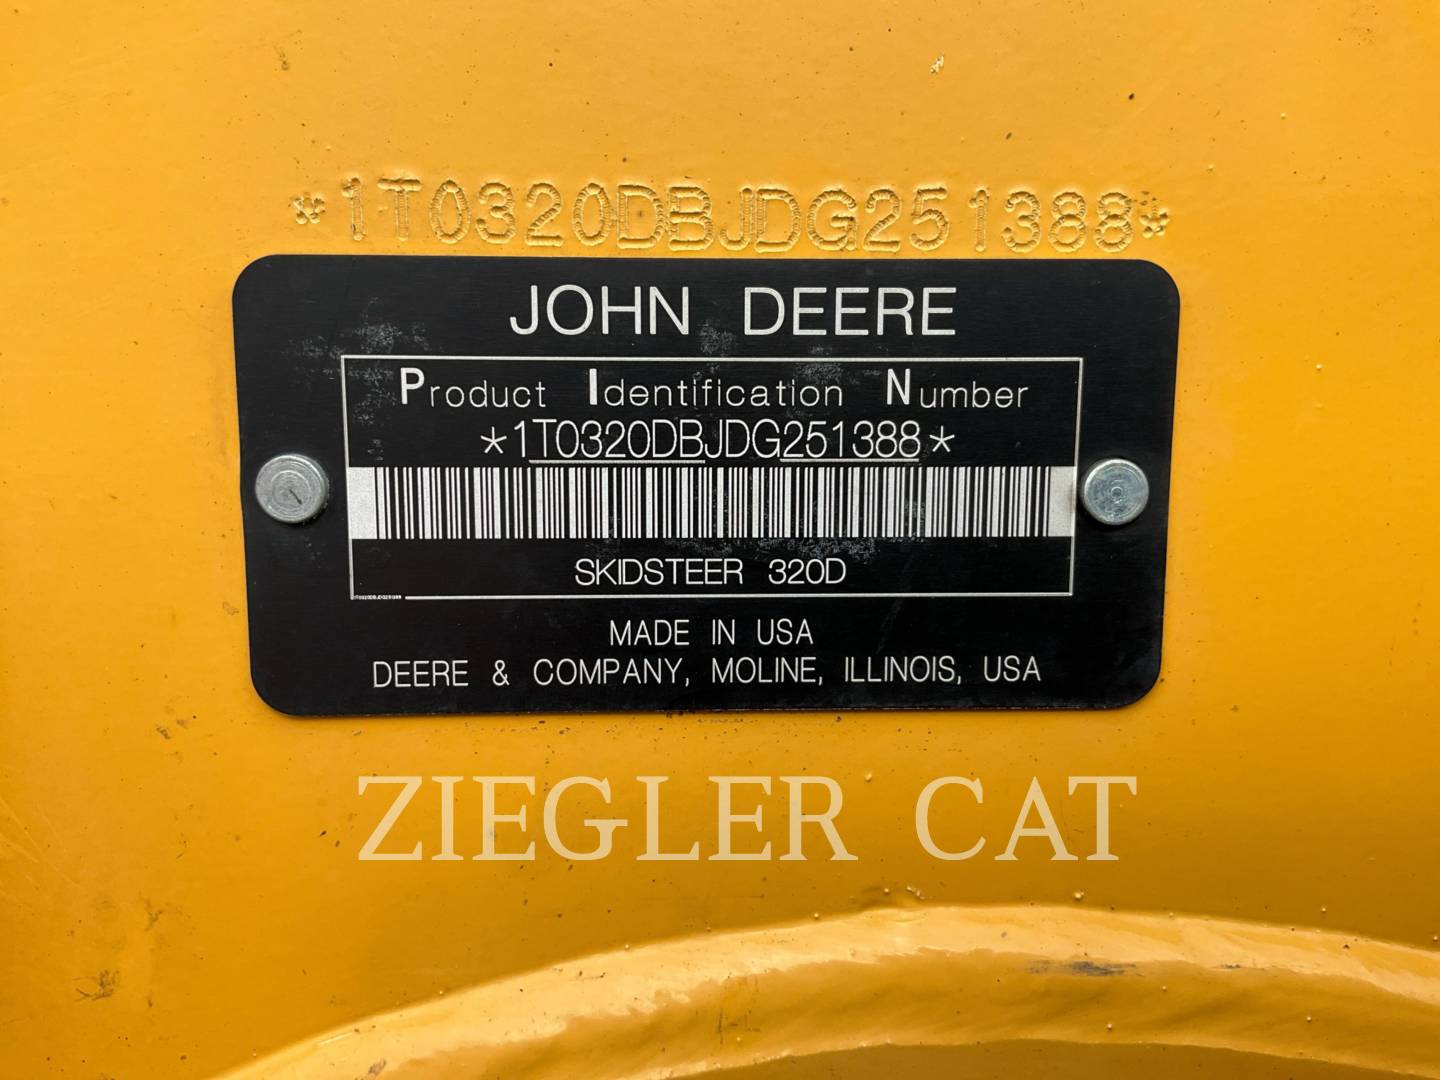 *1T0320DBJDG251388*
JOHN DEERE
Product Identification Number
*1T0320DBJDG251388*
SKIDSTEER 320D
1T0320DBJDG251388
MADE IN USA
DEERE & COMPANY, MOLINE, ILLINOIS, USA
ZIEGLER CAT